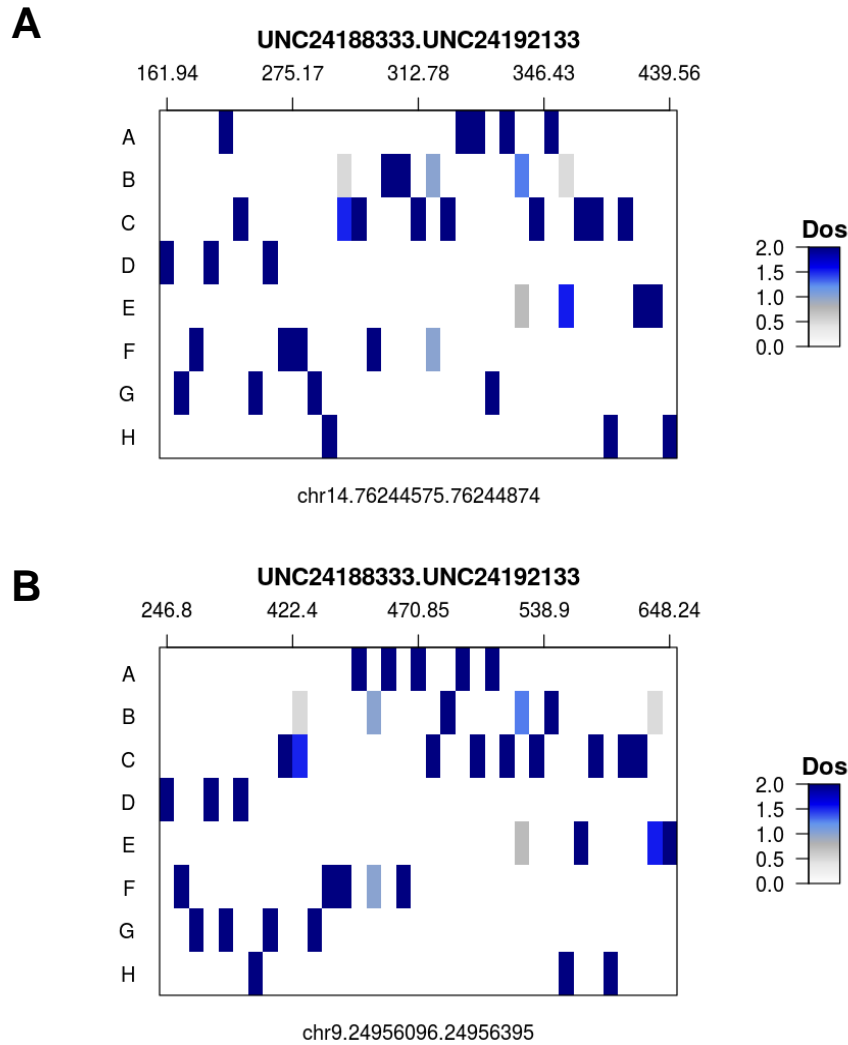 A
UNC24188333.UNC24192133
161.94 275.17 312.78 346.43 439.56
A
B
C
D
E
F
G
H
Dos
2.0
1.5
1.0
0.5
0.0
chr14.76244575.76244874
B
UNC24188333.UNC24192133
246.8 422.4 470.85 538.9 648.24
A
B
C
D
E
F
G
H
Dos
2.0
1.5
1.0
0.5
0.0
chr9.24956096.24956395